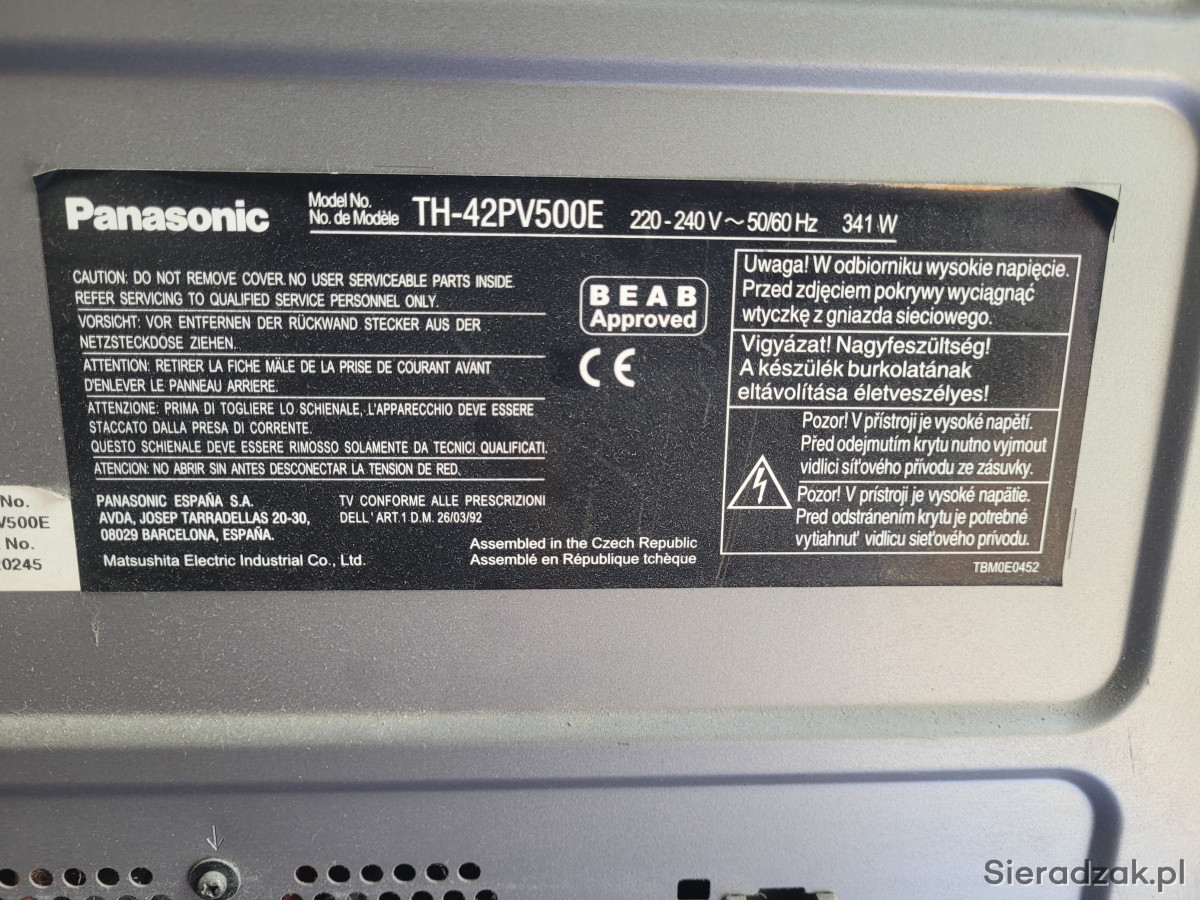 Panasonic
Model No.
No. de Modèle
TH-42PV500E
220-240 V ~ 50/60 Hz
341 W
CAUTION: DO NOT REMOVE COVER. NO USER SERVICEABLE PARTS INSIDE.
REFER SERVICING TO QUALIFIED SERVICE PERSONNEL ONLY.
VORSICHT: VOR ENTFERNEN DER RÜCKWAND STECKER AUS DER
NETZSTECKDOSE ZIEHEN.
ATTENTION: RETIRER LA FICHE MÂLE DE LA PRISE DE COURANT AVANT
D'ENLEVER LE PANNEAU ARRIERE.
ATTENZIONE: PRIMA DI TOGLIERE LO SCHIENALE, L'APPARECCHIO DEVE ESSERE
STACCATO DALLA PRESA DI CORRENTE.
QUESTO SCHIENALE DEVE ESSERE RIMOSSO SOLAMENTE DA TECNICI QUALIFICATI.
ATENCION: NO ABRIR SIN ANTES DESCONECTAR LA TENSION DE RED.
PANASONIC ESPAÑA S.A.
AVDA, JOSEP TARRADELLAS 20-30,
08029 BARCELONA, ESPAÑA.
TV CONFORME ALLE PRESCRIZIONI
DELL' ART.1 D.M. 26/03/92
Matsushita Electric Industrial Co., Ltd.
Assembled in the Czech Republic
Assemblé en République tchèque
BEAB
Approved
CE
Uwaga! W odbiorniku wysokie napięcie.
Przed zdjęciem pokrywy wyciągnąć
wtyczkę z gniazda sieciowego.
Vigyázat! Nagyfeszültség!
A készülék burkolatának
eltávolítása életveszélyes!
Pozor! V přístroji je vysoké napětí.
Před odejmutím krytu nutno vyjmout
vidlici síťového přívodu ze zásuvky.
Pozor! V prístroji je vysoké napätie.
Pred odstránením krytu je potrebné
vytiahnuť vidlicu sieťového prívodu.
TBM0E0452
No.
V500E
No.
0245
Sieradzak.pl